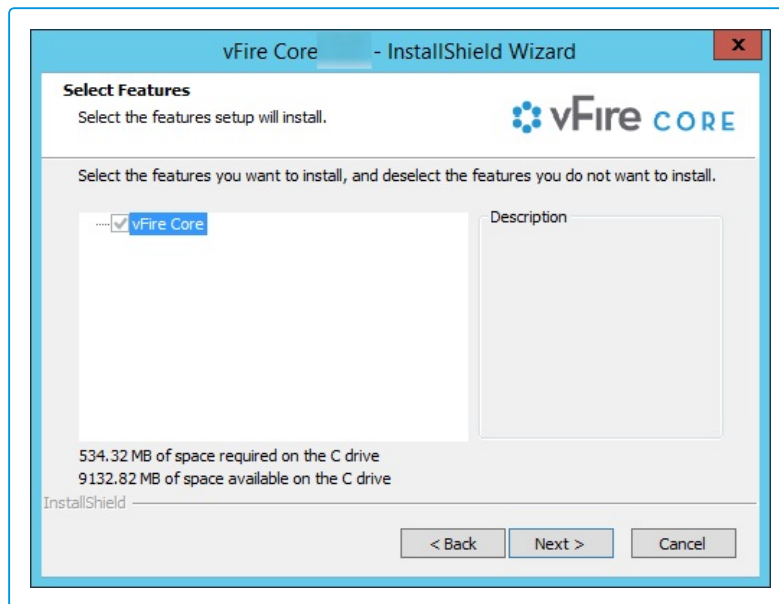 vFire Core - InstallShield Wizard
x
Select Features
Select the features setup will install.
vFire CORE
Select the features you want to install, and deselect the features you do not want to install.
vFire Core
Description
534.32 MB of space required on the C drive
9132.82 MB of space available on the C drive
InstallShield
< Back Next > Cancel